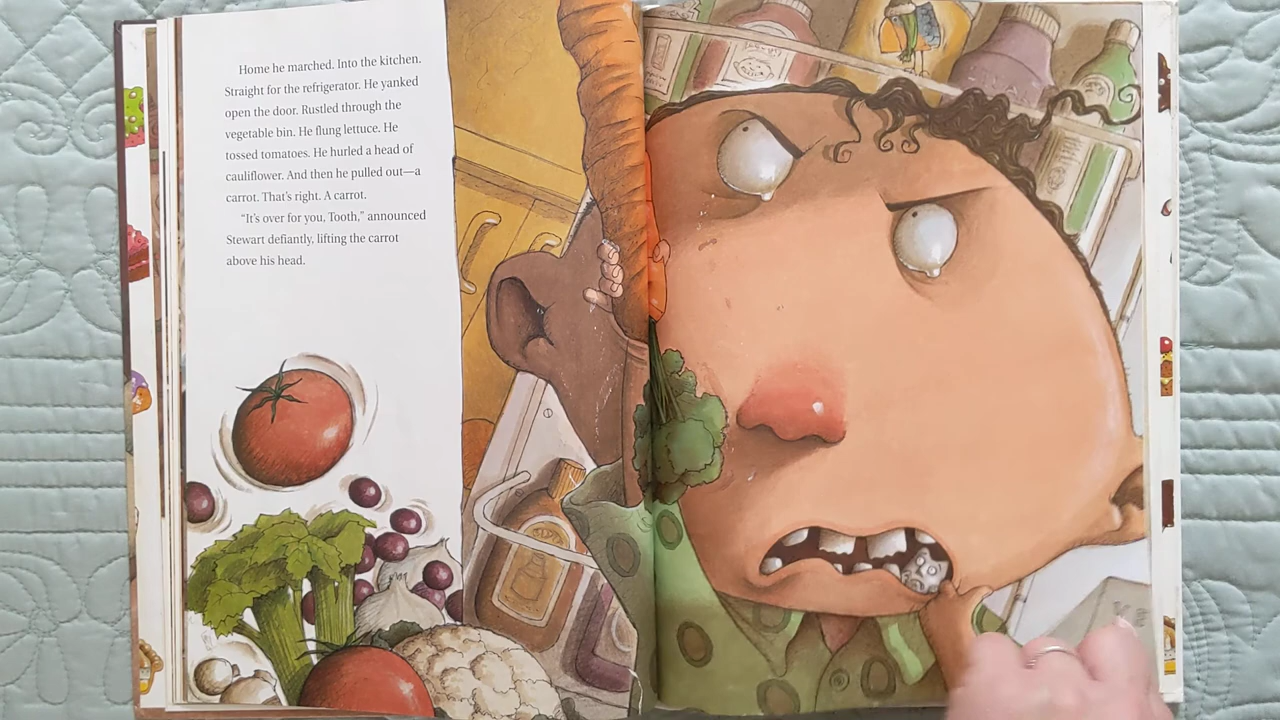 Home he marched. Into the kitchen.
Straight for the refrigerator. He yanked
open the door. Rustled through the
vegetable bin. He flung lettuce. He
tossed tomatoes. He hurled a head of
cauliflower. And then he pulled out—a
carrot. That's right. A carrot.
"It's over for you, Tooth," announced
Stewart defiantly, lifting the carrot
above his head.